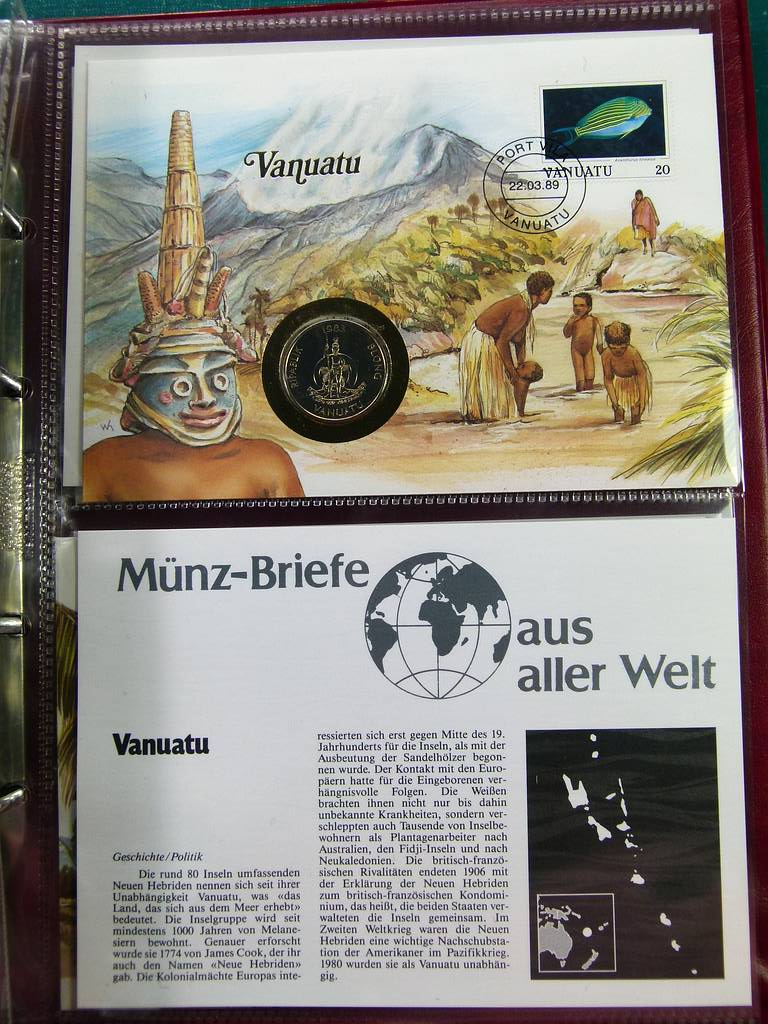 Vanuatu
PORT VILA
22.03.89
VANUATU
Acanthurus lineatus
VANUATU 20
1983
RIPABLIK BLONG
VANUATU
Münz-Briefe
aus
aller Welt
Vanuatu
Geschichte/Politik
Die rund 80 Inseln umfassenden
Neuen Hebriden nennen sich seit ihrer
Unabhängigkeit Vanuatu, was «das
Land, das sich aus dem Meer erhebt»
bedeutet. Die Inselgruppe wird seit
mindestens 1000 Jahren von Melane-
siern bewohnt. Genauer erforscht
wurde sie 1774 von James Cook, der ihr
auch den Namen «Neue Hebriden»
gab. Die Kolonialmächte Europas inte-
ressierten sich erst gegen Mitte des 19.
Jahrhunderts für die Inseln, als mit der
Ausbeutung der Sandelhölzer begon-
nen wurde. Der Kontakt mit den Euro-
päern hatte für die Eingeborenen ver-
hängnisvolle Folgen. Die Weißen
brachten ihnen nicht nur bis dahin
unbekannte Krankheiten, sondern ver-
schleppten auch Tausende von Inselbe-
wohnern als Plantagenarbeiter nach
Australien, den Fidji-Inseln und nach
Neukaledonien. Die britisch-franzö-
sischen Rivalitäten endeten 1906 mit
der Erklärung der Neuen Hebriden
zum britisch-französischen Kondomi-
nium, das heißt, die beiden Staaten ver-
walteten die Inseln gemeinsam. Im
Zweiten Weltkrieg waren die Neuen
Hebriden eine wichtige Nachschubsta-
tion der Amerikaner im Pazifikkrieg.
1980 wurden sie als Vanuatu unabhän-
gig.